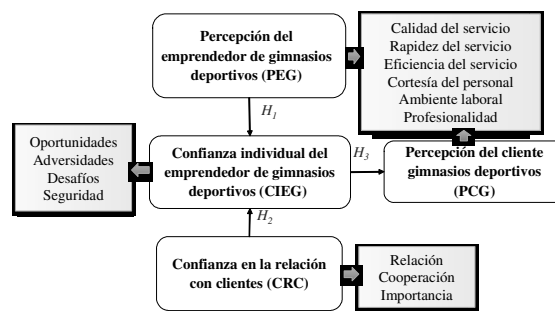 Percepción del
emprendedor de gimnasios
deportivos (PEG)
Calidad del servicio
Rapidez del servicio
Eficiencia del servicio
Cortesía del personal
Ambiente laboral
Profesionalidad
H1
Oportunidades
Adversidades
Desafíos
Seguridad
Confianza individual del
emprendedor de gimnasios
deportivos (CIEG)
H3
Percepción del cliente
gimnasios deportivos
(PCG)
H2
Confianza en la relación
con clientes (CRC)
Relación
Cooperación
Importancia